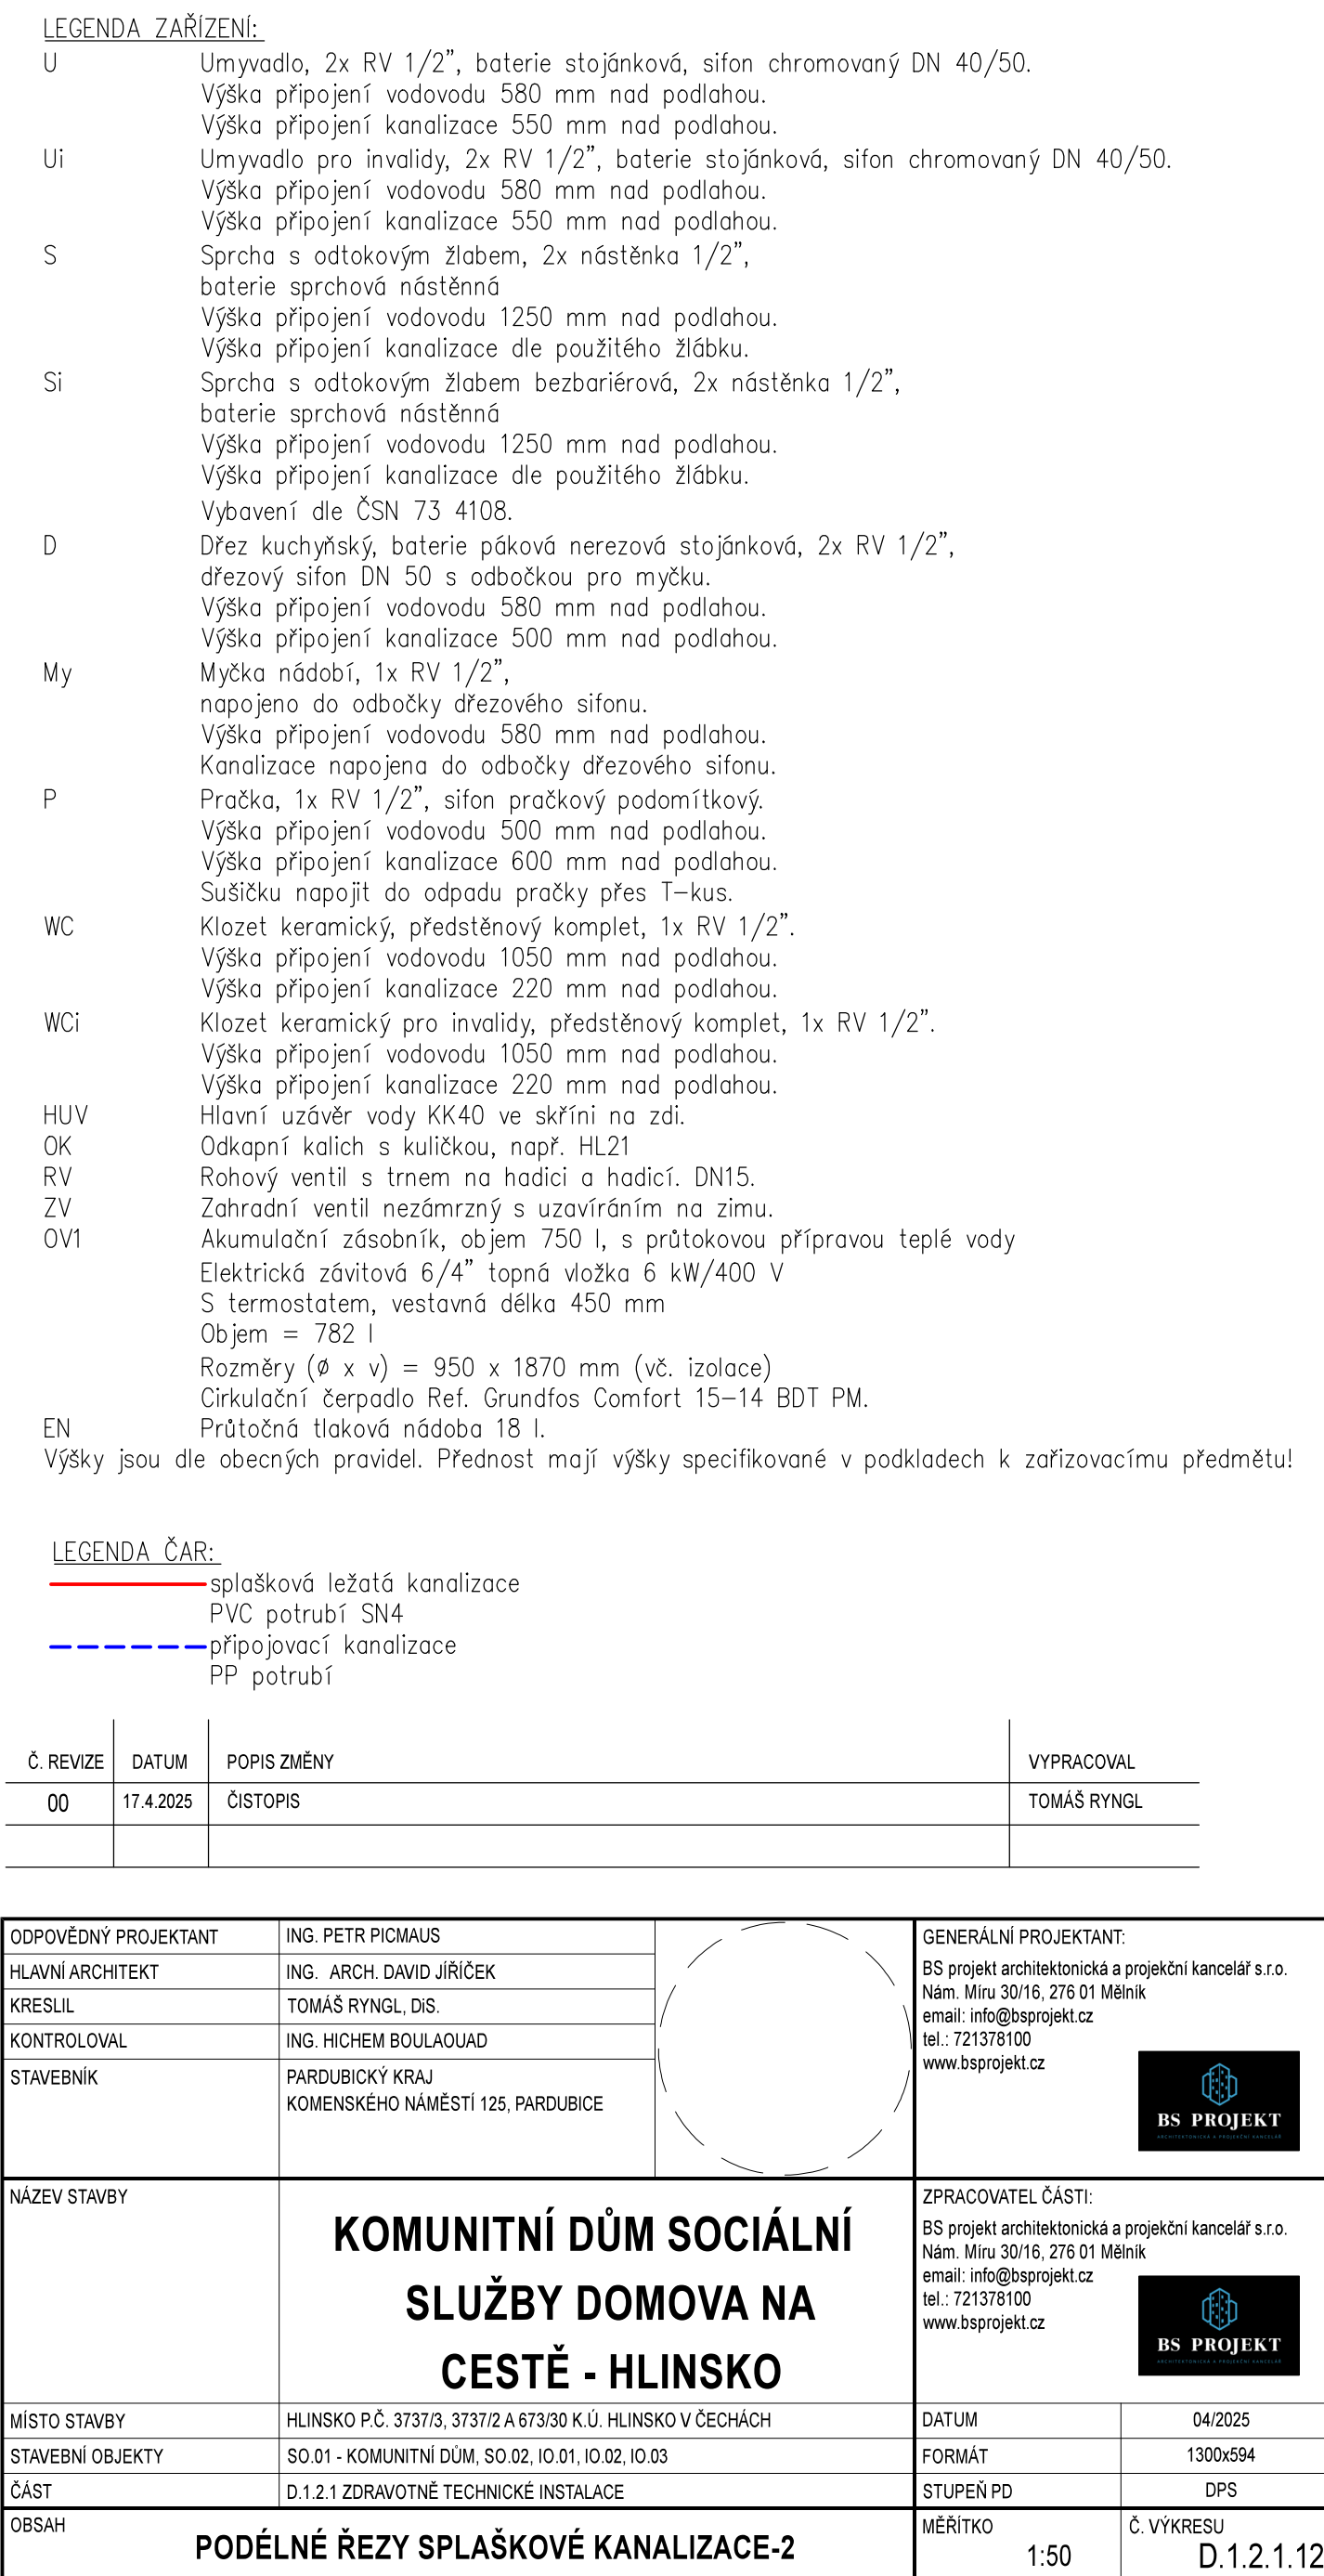 LEGENDA ZAŘÍZENÍ:
U Umyvadlo, 2x RV 1/2", baterie stojánková, sifon chromovaný DN 40/50.
Výška připojení vodovodu 580 mm nad podlahou.
Výška připojení kanalizace 550 mm nad podlahou.
Ui Umyvadlo pro invalidy, 2x RV 1/2", baterie stojánková, sifon chromovaný DN 40/50.
Výška připojení vodovodu 580 mm nad podlahou.
Výška připojení kanalizace 550 mm nad podlahou.
S Sprcha s odtokovým žlabem, 2x nástěnka 1/2",
baterie sprchová nástěnná
Výška připojení vodovodu 1250 mm nad podlahou.
Výška připojení kanalizace dle použitého žlábku.
Si Sprcha s odtokovým žlabem bezbariérová, 2x nástěnka 1/2",
baterie sprchová nástěnná
Výška připojení vodovodu 1250 mm nad podlahou.
Výška připojení kanalizace dle použitého žlábku.
Vybavení dle ČSN 73 4108.
D Dřez kuchyňský, baterie páková nerezová stojánková, 2x RV 1/2",
dřezový sifon DN 50 s odbočkou pro myčku.
Výška připojení vodovodu 580 mm nad podlahou.
Výška připojení kanalizace 500 mm nad podlahou.
My Myčka nádobí, 1x RV 1/2",
napojeno do odbočky dřezového sifonu.
Výška připojení vodovodu 580 mm nad podlahou.
Kanalizace napojena do odbočky dřezového sifonu.
P Pračka, 1x RV 1/2", sifon pračkový podomítkový.
Výška připojení vodovodu 500 mm nad podlahou.
Výška připojení kanalizace 600 mm nad podlahou.
Sušičku napojit do odpadu pračky přes T-kus.
WC Klozet keramický, předstěnový komplet, 1x RV 1/2".
Výška připojení vodovodu 1050 mm nad podlahou.
Výška připojení kanalizace 220 mm nad podlahou.
WCi Klozet keramický pro invalidy, předstěnový komplet, 1x RV 1/2".
Výška připojení vodovodu 1050 mm nad podlahou.
Výška připojení kanalizace 220 mm nad podlahou.
HUV Hlavní uzávěr vody KK40 ve skříni na zdi.
OK Odkapní kalich s kuličkou, např. HL21
RV Rohový ventil s trnem na hadici a hadicí. DN15.
ZV Zahradní ventil nezámrzný s uzavíráním na zimu.
OV1 Akumulační zásobník, objem 750 l, s průtokovou přípravou teplé vody
Elektrická závitová 6/4" topná vložka 6 kW/400 V
S termostatem, vestavná délka 450 mm
Objem = 782 l
Rozměry (ø x v) = 950 x 1870 mm (vč. izolace)
Cirkulační čerpadlo Ref. Grundfos Comfort 15-14 BDT PM.
EN Průtočná tlaková nádoba 18 l.
Výšky jsou dle obecných pravidel. Přednost mají výšky specifikované v podkladech k zařizovacímu předmětu!
LEGENDA ČAR:
splašková ležatá kanalizace
PVC potrubí SN4
připojovací kanalizace
PP potrubí
Č. REVIZE DATUM POPIS ZMĚNY VYPRACOVAL
00 17.4.2025 ČISTOPIS TOMÁŠ RYNGL
ODPOVĚDNÝ PROJEKTANT ING. PETR PICMAUS
HLAVNÍ ARCHITEKT ING. ARCH. DAVID JÍŘÍČEK
KRESLIL TOMÁŠ RYNGL, DiS.
KONTROLOVAL ING. HICHEM BOULAOUAD
STAVEBNÍK PARDUBICKÝ KRAJ
KOMENSKÉHO NÁMĚSTÍ 125, PARDUBICE
GENERÁLNÍ PROJEKTANT:
BS projekt architektonická a projekční kancelář s.r.o.
Nám. Míru 30/16, 276 01 Mělník
email: info@bsprojekt.cz
tel.: 721378100
www.bsprojekt.cz
BS PROJEKT
ARCHITEKTONICKÁ A PROJEKČNÍ KANCELÁŘ
NÁZEV STAVBY
KOMUNITNÍ DŮM SOCIÁLNÍ
SLUŽBY DOMOVA NA
CESTĚ - HLINSKO
ZPRACOVATEL ČÁSTI:
BS projekt architektonická a projekční kancelář s.r.o.
Nám. Míru 30/16, 276 01 Mělník
email: info@bsprojekt.cz
tel.: 721378100
www.bsprojekt.cz
BS PROJEKT
ARCHITEKTONICKÁ A PROJEKČNÍ KANCELÁŘ
MÍSTO STAVBY HLINSKO P.Č. 3737/3, 3737/2 A 673/30 K.Ú. HLINSKO V ČECHÁCH
DATUM 04/2025
STAVEBNÍ OBJEKTY SO.01 - KOMUNITNÍ DŮM, SO.02, IO.01, IO.02, IO.03
FORMÁT 1300x594
ČÁST D.1.2.1 ZDRAVOTNĚ TECHNICKÉ INSTALACE
STUPEŇ PD DPS
OBSAH
PODÉLNÉ ŘEZY SPLAŠKOVÉ KANALIZACE-2
MĚŘÍTKO
1:50
Č. VÝKRESU
D.1.2.1.12